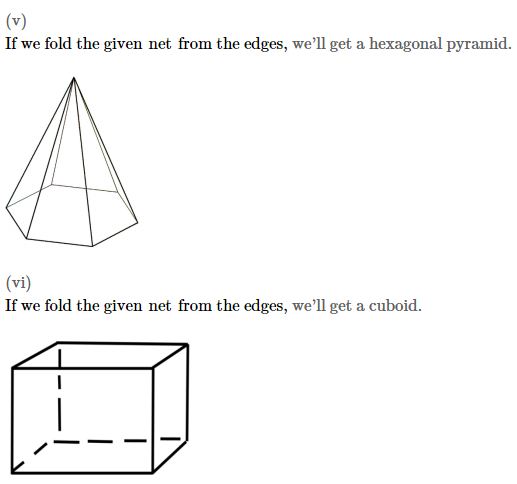 (v)
If we fold the given net from the edges, we'll get a hexagonal pyramid.
(vi)
If we fold the given net from the edges, we'll get a cuboid.